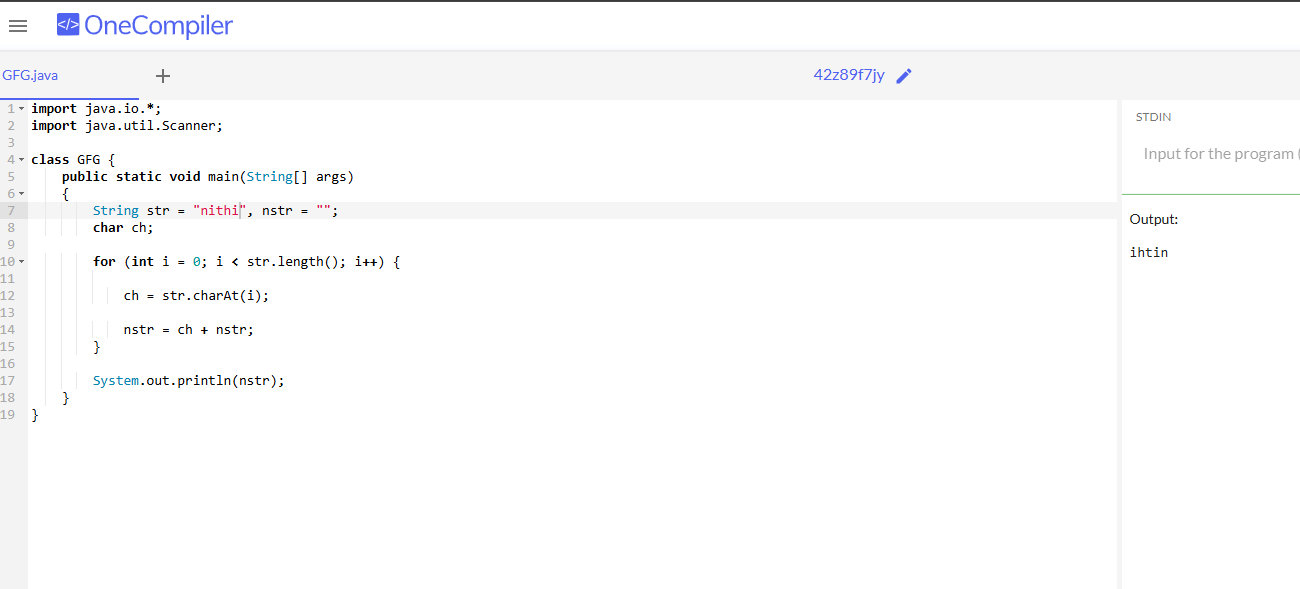 </> OneCompiler
GFG.java + 42z89f7jy
1 import java.io.*;
2 import java.util.Scanner;
3
4 class GFG {
5     public static void main(String[] args)
6     {
7         String str = "nithi", nstr = "";
8         char ch;
9
10         for (int i = 0; i < str.length(); i++) {
11
12             ch = str.charAt(i);
13
14             nstr = ch + nstr;
15         }
16
17         System.out.println(nstr);
18     }
19 }
STDIN
Input for the program (
Output:
ihtin